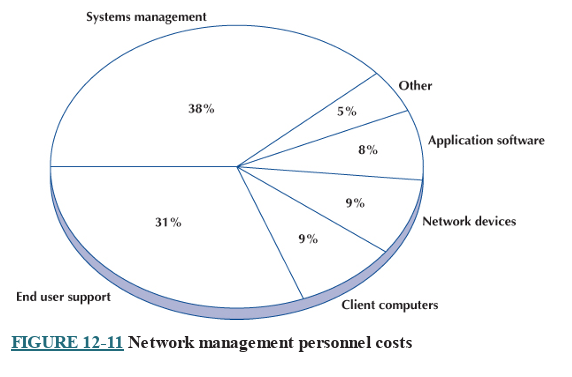 Systems management
Other
38%
5%
Application software
8%
9%
31%
Network devices
9%
End user support
Client computers
FIGURE 12-11 Network management personnel costs